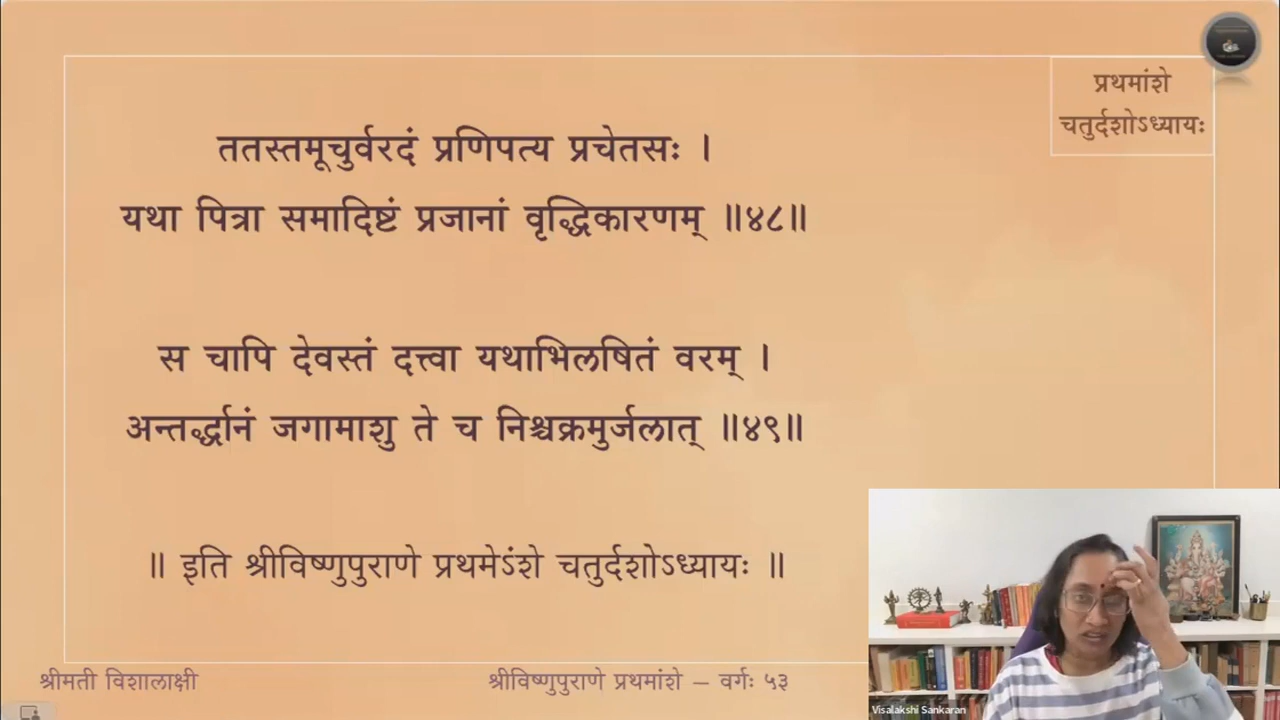 प्रथमांशे
चतुर्दशोऽध्यायः
ततस्तमूचुर्वरदं प्रणिपत्य प्रचेतसः ।
यथा पित्रा समादिष्टं प्रजानां वृद्धिकारणम् ॥४८॥
स चापि देवस्तं दत्त्वा यथाभिलषितं वरम् ।
अन्तर्द्धानं जगामाशु ते च निश्चक्रमुर्जलात् ॥४९॥
॥ इति श्रीविष्णुपुराणे प्रथमेऽंशे चतुर्दशोऽध्यायः ॥
श्रीमती विशालाक्षी
श्रीविष्णुपुराणे प्रथमांशे – वर्गः ५३
Visalakshi Sankaran